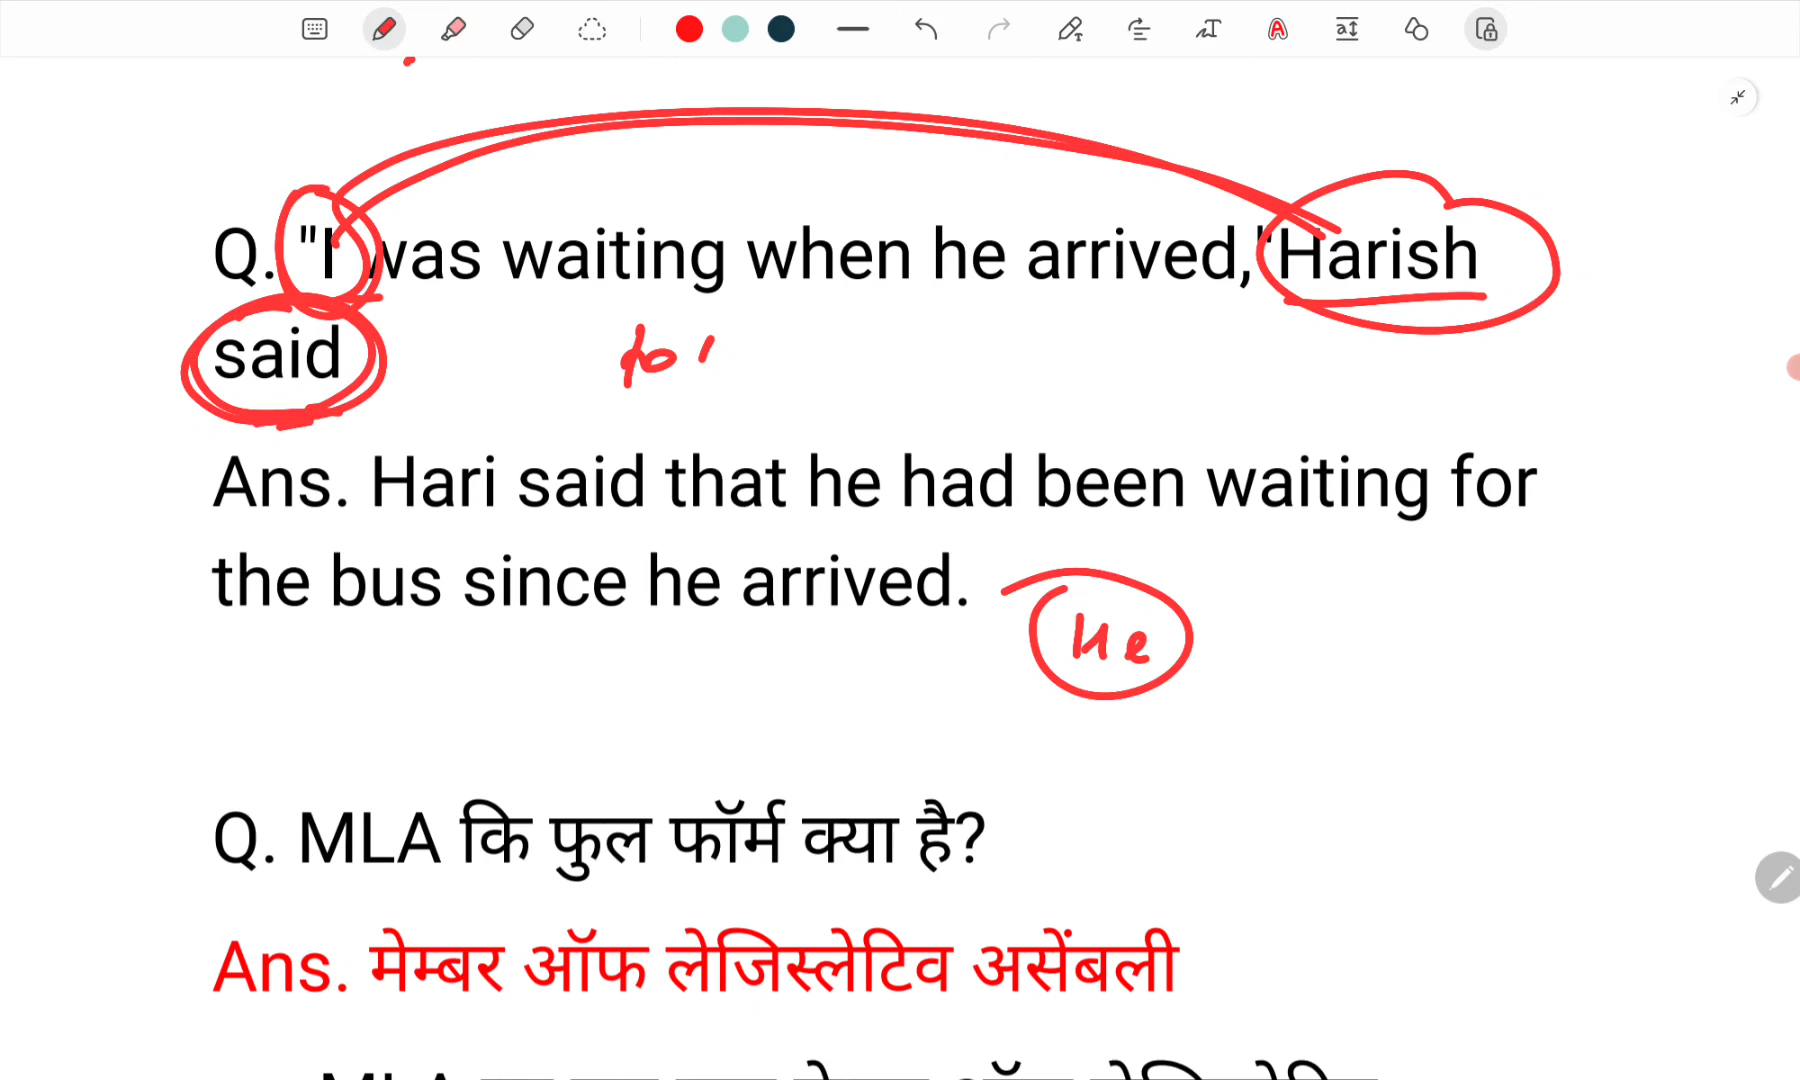 Q. "I was waiting when he arrived,"Harish
said
Ans. Hari said that he had been waiting for
the bus since he arrived.
He
Q. MLA कि फुल फॉर्म क्या है?
Ans. मेम्बर ऑफ लेजिस्लेटिव असेंबली